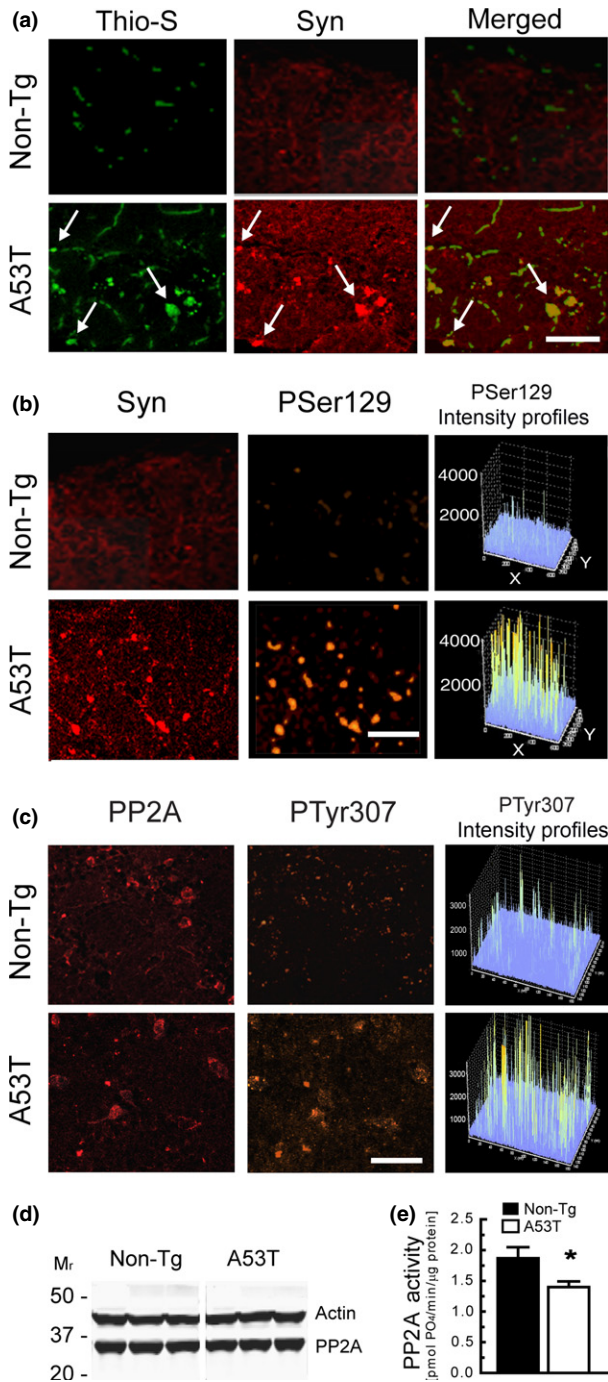 (a)
Thio-S Syn Merged
Non-Tg
A53T
(b)
Syn PSer129 PSer129
Intensity profiles
Non-Tg
4000
2000
X
Y
A53T
4000
2000
X
Y
(c)
PP2A PTyr307 PTyr307
Intensity profiles
Non-Tg
3000
2000
1000
A53T
3000
2000
1000
(d)
Mr Non-Tg A53T
50 -
Actin
37 -
PP2A
20 -
(e)
Non-Tg
A53T
PP2A activity
[pmol PO4/min/µg protein]
2.5
2.0
*
1.5
1.0
0.5
0.0